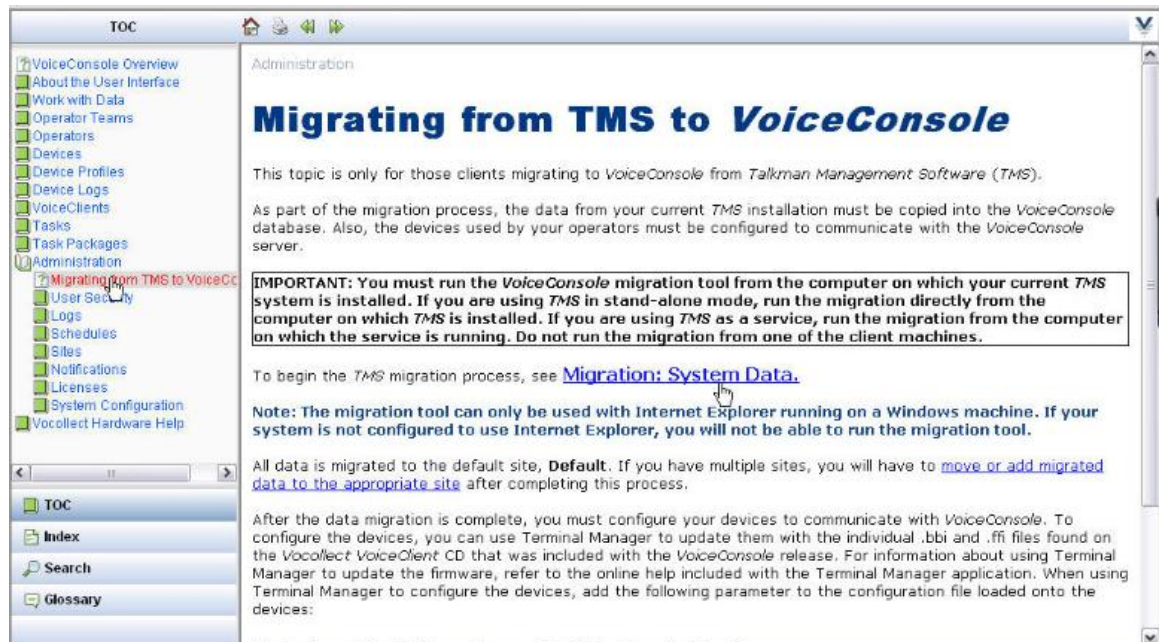 TOC
VoiceConsole Overview
About the User Interface
Work with Data
Operator Teams
Operators
Devices
Device Profiles
Device Logs
VoiceClients
Tasks
Task Packages
Administration
Migrating from TMS to VoiceCo
User Security
Logs
Schedules
Sites
Notifications
Licenses
System Configuration
Vocollect Hardware Help
TOC
Index
Search
Glossary
Administration
Migrating from TMS to VoiceConsole
This topic is only for those clients migrating to VoiceConsole from Talkman Management Software (TMS).
As part of the migration process, the data from your current TMS installation must be copied into the VoiceConsole
database. Also, the devices used by your operators must be configured to communicate with the VoiceConsole
server.
IMPORTANT: You must run the VoiceConsole migration tool from the computer on which your current TMS
system is installed. If you are using TMS in stand-alone mode, run the migration directly from the
computer on which TMS is installed. If you are using TMS as a service, run the migration from the computer
on which the service is running. Do not run the migration from one of the client machines.
To begin the TMS migration process, see Migration: System Data.
Note: The migration tool can only be used with Internet Explorer running on a Windows machine. If your
system is not configured to use Internet Explorer, you will not be able to run the migration tool.
All data is migrated to the default site, Default. If you have multiple sites, you will have to move or add migrated
data to the appropriate site after completing this process.
After the data migration is complete, you must configure your devices to communicate with VoiceConsole. To
configure the devices, you can use Terminal Manager to update them with the individual .bbi and .ffi files found on
the Vocollect VoiceClient CD that was included with the VoiceConsole release. For information about using Terminal
Manager to update the firmware, refer to the online help included with the Terminal Manager application. When using
Terminal Manager to configure the devices, add the following parameter to the configuration file loaded onto the
devices: